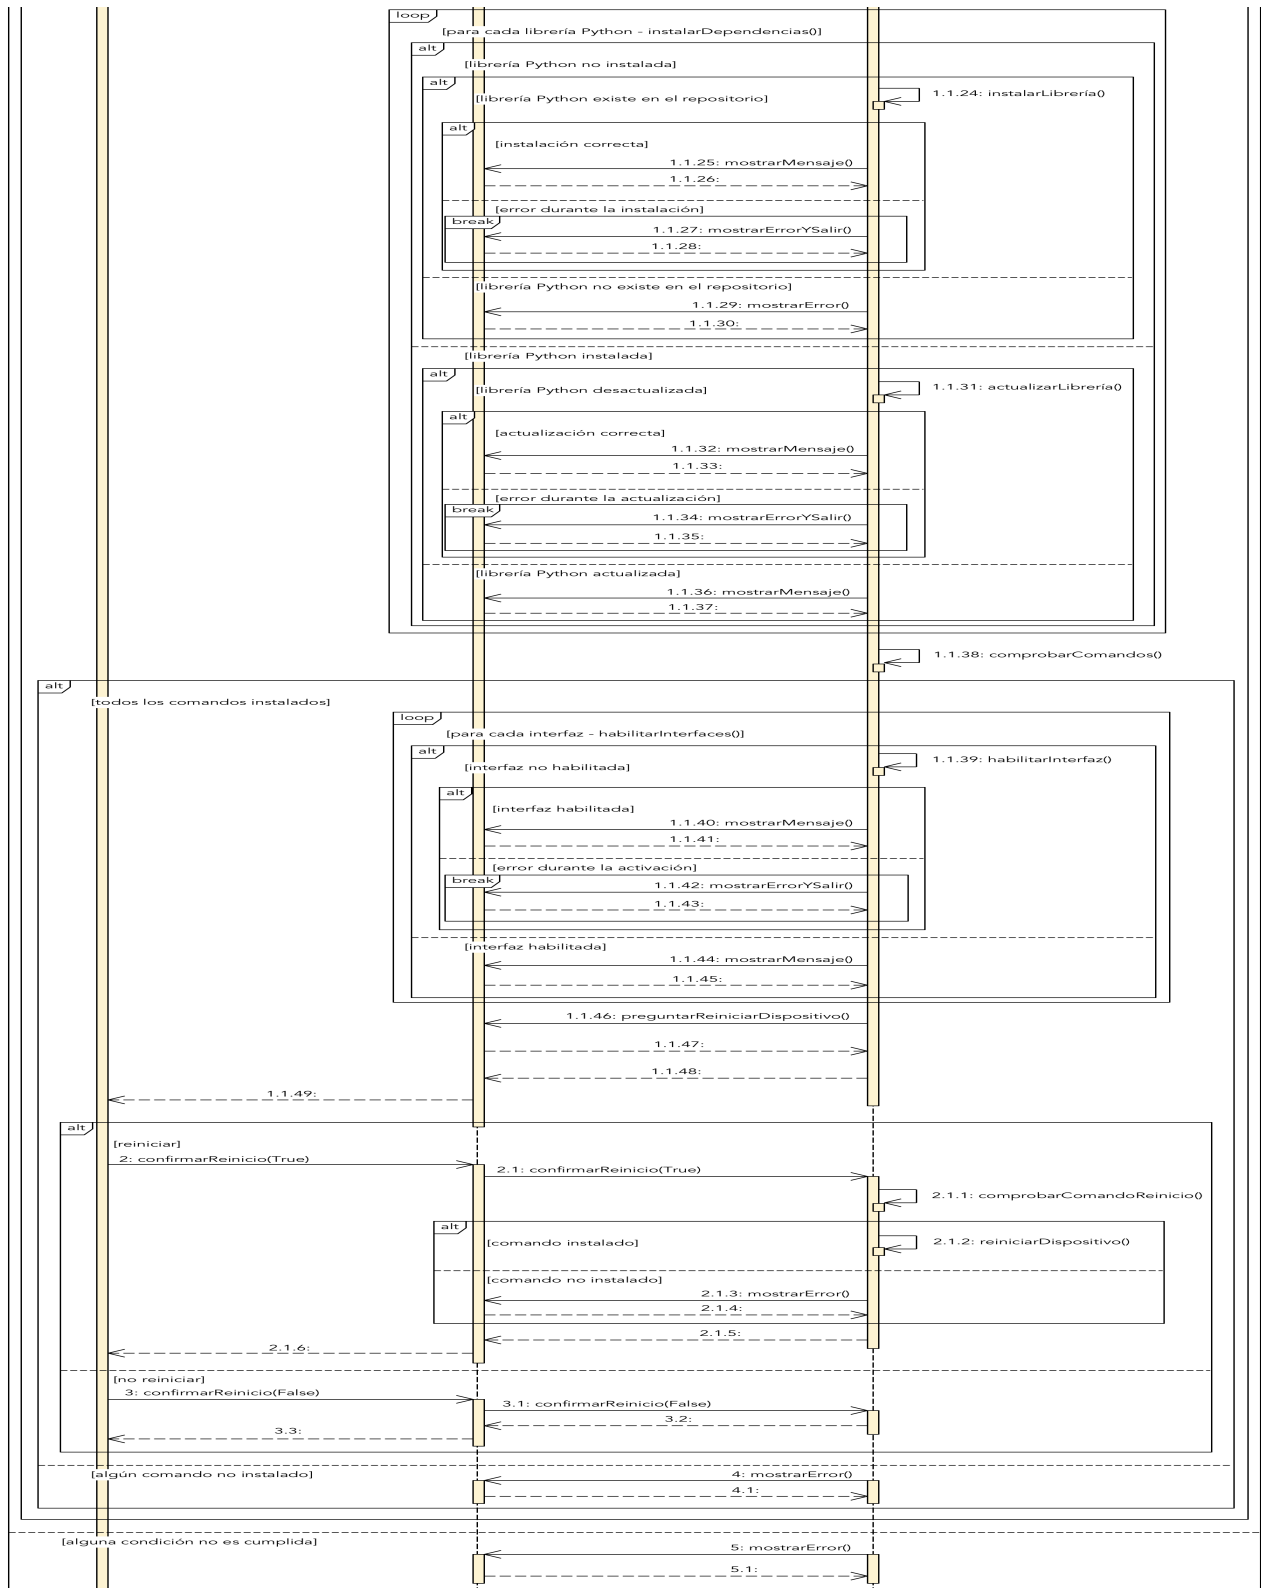 loop
[para cada librería Python - instalarDependencias()]
alt
[librería Python no instalada]
alt
1.1.24: instalarLibrería()
[librería Python existe en el repositorio]
alt
[instalación correcta]
1.1.25: mostrarMensaje()
1.1.26:
[error durante la instalación]
break
1.1.27: mostrarErrorYSalir()
1.1.28:
[librería Python no existe en el repositorio]
1.1.29: mostrarError()
1.1.30:
[librería Python instalada]
alt
1.1.31: actualizarLibrería()
[librería Python desactualizada]
alt
[actualización correcta]
1.1.32: mostrarMensaje()
1.1.33:
[error durante la actualización]
break
1.1.34: mostrarErrorYSalir()
1.1.35:
[librería Python actualizada]
1.1.36: mostrarMensaje()
1.1.37:
1.1.38: comprobarComandos()
alt
[todos los comandos instalados]
loop
[para cada interfaz - habilitarInterfaces()]
alt
1.1.39: habilitarInterfaz()
[interfaz no habilitada]
alt
[interfaz habilitada]
1.1.40: mostrarMensaje()
1.1.41:
[error durante la activación]
break
1.1.42: mostrarErrorYSalir()
1.1.43:
[interfaz habilitada]
1.1.44: mostrarMensaje()
1.1.45:
1.1.46: preguntarReiniciarDispositivo()
1.1.47:
1.1.48:
1.1.49:
alt
[reiniciar]
2: confirmarReinicio(True)
2.1: confirmarReinicio(True)
2.1.1: comprobarComandoReinicio()
alt
[comando instalado]
2.1.2: reiniciarDispositivo()
[comando no instalado]
2.1.3: mostrarError()
2.1.4:
2.1.5:
2.1.6:
[no reiniciar]
3: confirmarReinicio(False)
3.1: confirmarReinicio(False)
3.2:
3.3:
[algún comando no instalado]
4: mostrarError()
4.1:
[alguna condición no es cumplida]
5: mostrarError()
5.1: